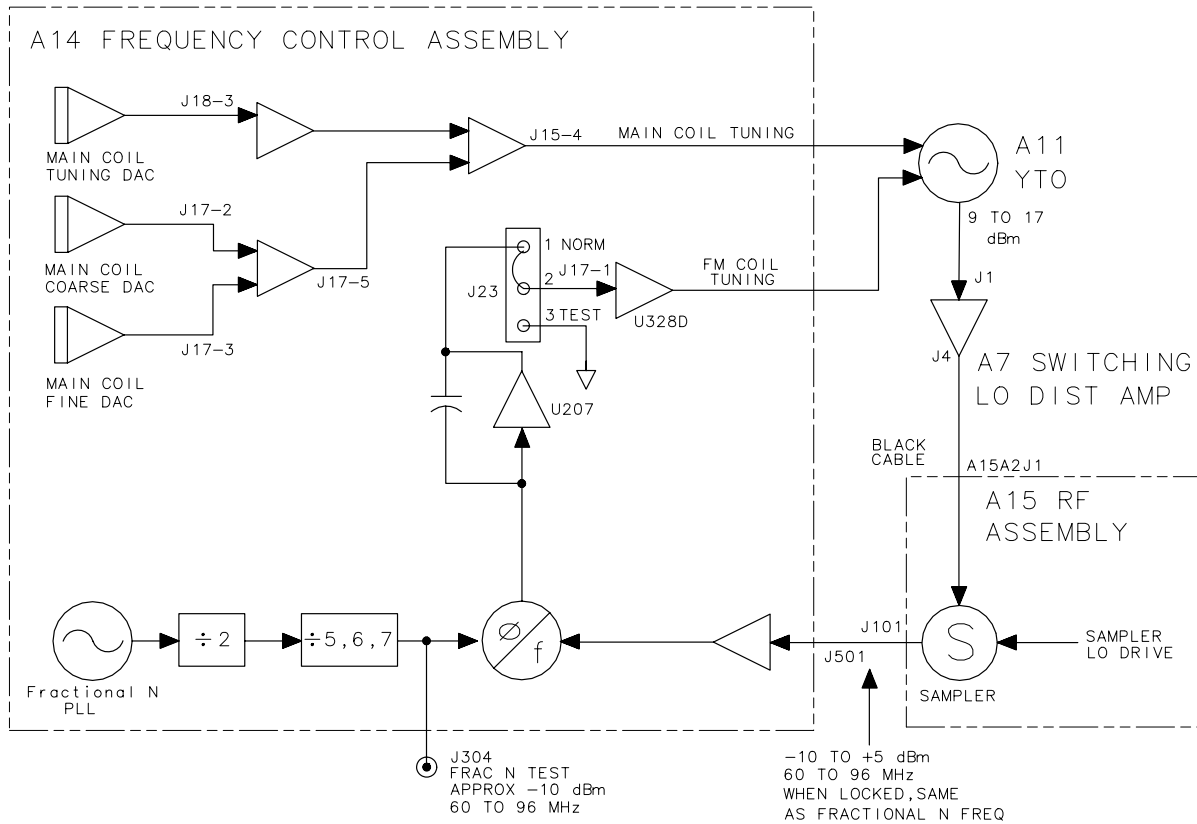 A14 FREQUENCY CONTROL ASSEMBLY
J18-3
MAIN COIL
TUNING DAC
J15-4
MAIN COIL TUNING
A11
YTO
9 TO 17
dBm
J17-2
MAIN COIL
COARSE DAC
J17-5
J17-3
MAIN COIL
FINE DAC
1 NORM
2
J17-1
J23
3 TEST
U328D
FM COIL
TUNING
J1
J4
A7 SWITCHING
LO DIST AMP
U207
BLACK
CABLE
A15A2J1
A15 RF
ASSEMBLY
Fractional N
PLL
÷2
÷5,6,7
Ø
f
J101
J501
S
SAMPLER
SAMPLER
LO DRIVE
J304
FRAC N TEST
APPROX -10 dBm
60 TO 96 MHz
-10 TO +5 dBm
60 TO 96 MHz
WHEN LOCKED,SAME
AS FRACTIONAL N FREQ